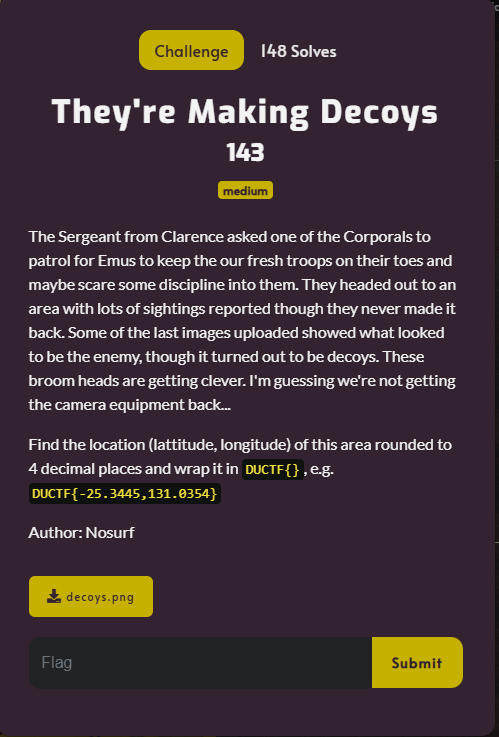 Challenge 148 Solves
They're Making Decoys
143
medium
The Sergeant from Clarence asked one of the Corporals to
patrol for Emus to keep the our fresh troops on their toes and
maybe scare some discipline into them. They headed out to an
area with lots of sightings reported though they never made it
back. Some of the last images uploaded showed what looked
to be the enemy, though it turned out to be decoys. These
broom heads are getting clever. I'm guessing we're not getting
the camera equipment back...
Find the location (lattitude, longitude) of this area rounded to
4 decimal places and wrap it in DUCTF{}, e.g.
DUCTF{-25.3445,131.0354}
Author: Nosurf
decoys.png
Flag Submit